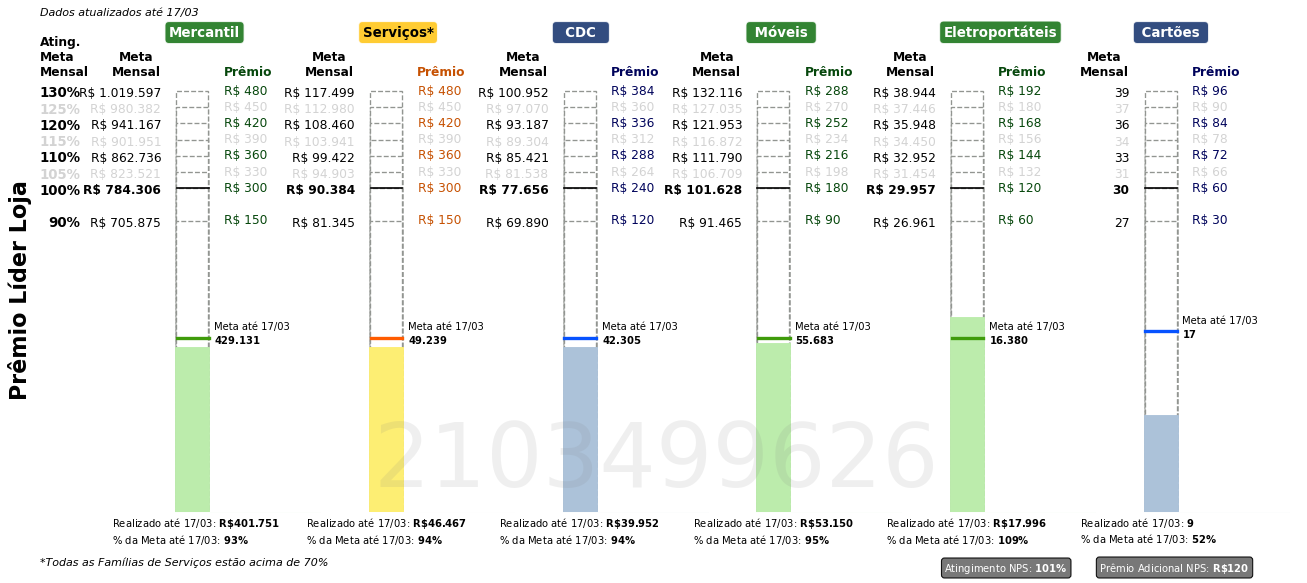 Dados atualizados até 17/03
Mercantil Serviços* CDC Móveis Eletroportáteis Cartões
Ating. Meta Mensal Meta Mensal Prêmio Meta Mensal Prêmio Meta Mensal Prêmio Meta Mensal Prêmio Meta Mensal Prêmio Meta Mensal Prêmio
130% R$ 1.019.597 R$ 480 R$ 117.499 R$ 480 R$ 100.952 R$ 384 R$ 132.116 R$ 288 R$ 38.944 R$ 192 39 R$ 96
125% R$ 980.382 R$ 450 R$ 112.980 R$ 450 R$ 97.070 R$ 360 R$ 127.035 R$ 270 R$ 37.446 R$ 180 37 R$ 90
120% R$ 941.167 R$ 420 R$ 108.460 R$ 420 R$ 93.187 R$ 336 R$ 121.953 R$ 252 R$ 35.948 R$ 168 36 R$ 84
115% R$ 901.951 R$ 390 R$ 103.941 R$ 390 R$ 89.304 R$ 312 R$ 116.872 R$ 234 R$ 34.450 R$ 156 34 R$ 78
110% R$ 862.736 R$ 360 R$ 99.422 R$ 360 R$ 85.421 R$ 288 R$ 111.790 R$ 216 R$ 32.952 R$ 144 33 R$ 72
105% R$ 823.521 R$ 330 R$ 94.903 R$ 330 R$ 81.538 R$ 264 R$ 106.709 R$ 198 R$ 31.454 R$ 132 31 R$ 66
100% R$ 784.306 R$ 300 R$ 90.384 R$ 300 R$ 77.656 R$ 240 R$ 101.628 R$ 180 R$ 29.957 R$ 120 30 R$ 60
90% R$ 705.875 R$ 150 R$ 81.345 R$ 150 R$ 69.890 R$ 120 R$ 91.465 R$ 90 R$ 26.961 R$ 60 27 R$ 30
Prêmio Líder Loja
Meta até 17/03 Meta até 17/03 Meta até 17/03 Meta até 17/03 Meta até 17/03 Meta até 17/03
429.131 49.239 42.305 55.683 16.380 17
2103499626
Realizado até 17/03: R$401.751 Realizado até 17/03: R$46.467 Realizado até 17/03: R$39.952 Realizado até 17/03: R$53.150 Realizado até 17/03: R$17.996 Realizado até 17/03: 9
% da Meta até 17/03: 93% % da Meta até 17/03: 94% % da Meta até 17/03: 94% % da Meta até 17/03: 95% % da Meta até 17/03: 109% % da Meta até 17/03: 52%
*Todas as Famílias de Serviços estão acima de 70% Atingimento NPS: 101% Prêmio Adicional NPS: R$120